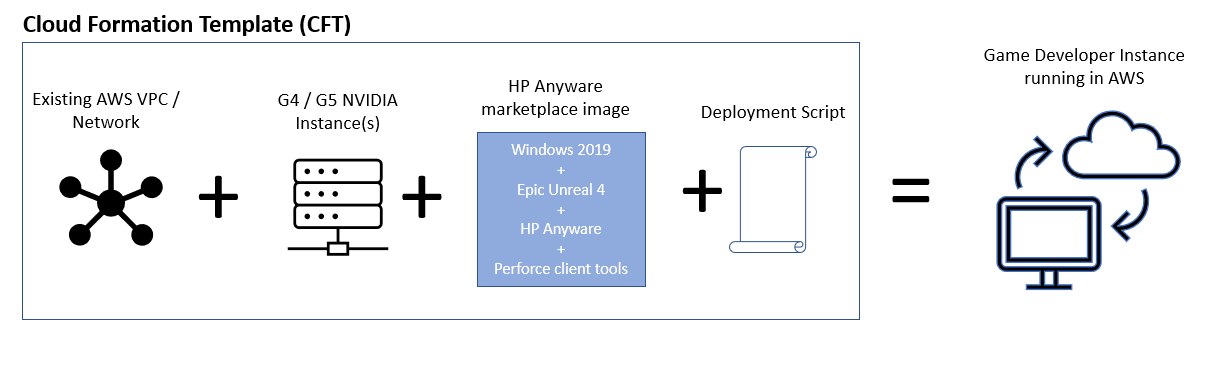 Cloud Formation Template (CFT)
Existing AWS VPC /
Network
G4 / G5 NVIDIA
Instance(s)
HP Anyware
marketplace image
Windows 2019
+
Epic Unreal 4
+
HP Anyware
+
Perforce client tools
Deployment Script
Game Developer Instance
running in AWS